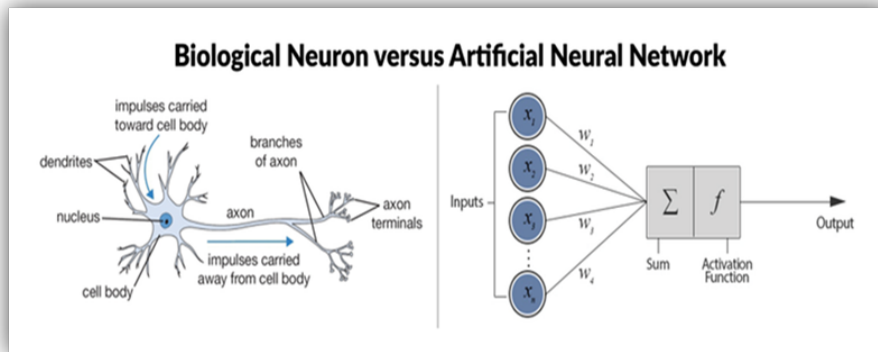 Biological Neuron versus Artificial Neural Network
impulses carried
toward cell body
dendrites
branches
of axon
nucleus
axon
axon
terminals
impulses carried
away from cell body
cell body
Inputs
x₁
x₂
x₃
xₙ
w₁
w₂
w₃
w₄
Σ
f
Sum
Activation
Function
Output